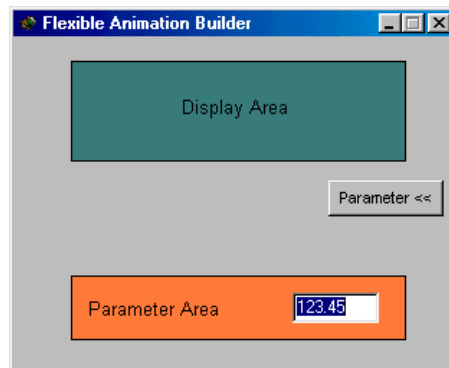 Flexible Animation Builder
Display Area
Parameter <<
Parameter Area
123.45